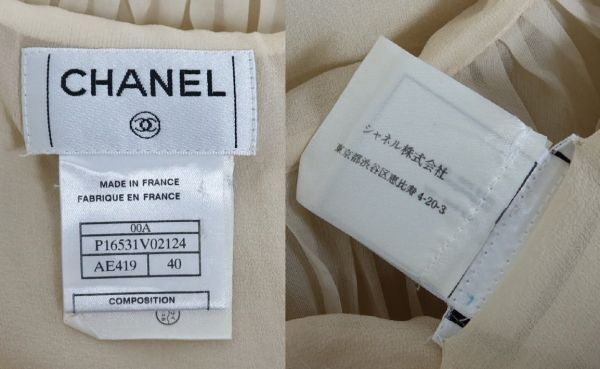 CHANEL
MADE IN FRANCE
FABRIQUE EN FRANCE
00A
P16531V02124
AE419 40
COMPOSITION
シャネル株式会社
東京都渋谷区恵比寿4-20-3